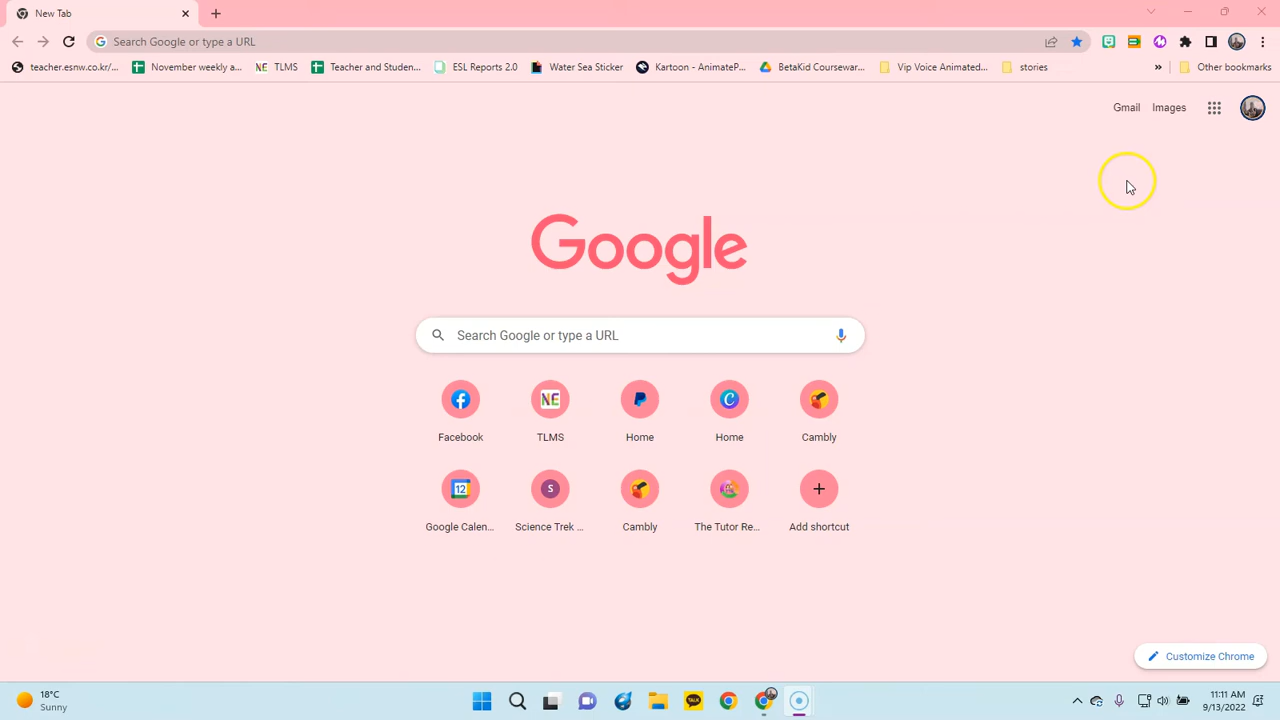 New Tab
Search Google or type a URL
teacher.esnw.co.kr/... November weekly a... TLMS Teacher and Studen... ESL Reports 2.0 Water Sea Sticker Kartoon - AnimateP... BetaKid Coursewar... Vip Voice Animated... stories » Other bookmarks
Gmail Images
Google
Search Google or type a URL
Facebook TLMS Home Home Cambly
Google Calen... Science Trek ... Cambly The Tutor Re... Add shortcut
Customize Chrome
18°C
Sunny
11:11 AM
9/13/2022